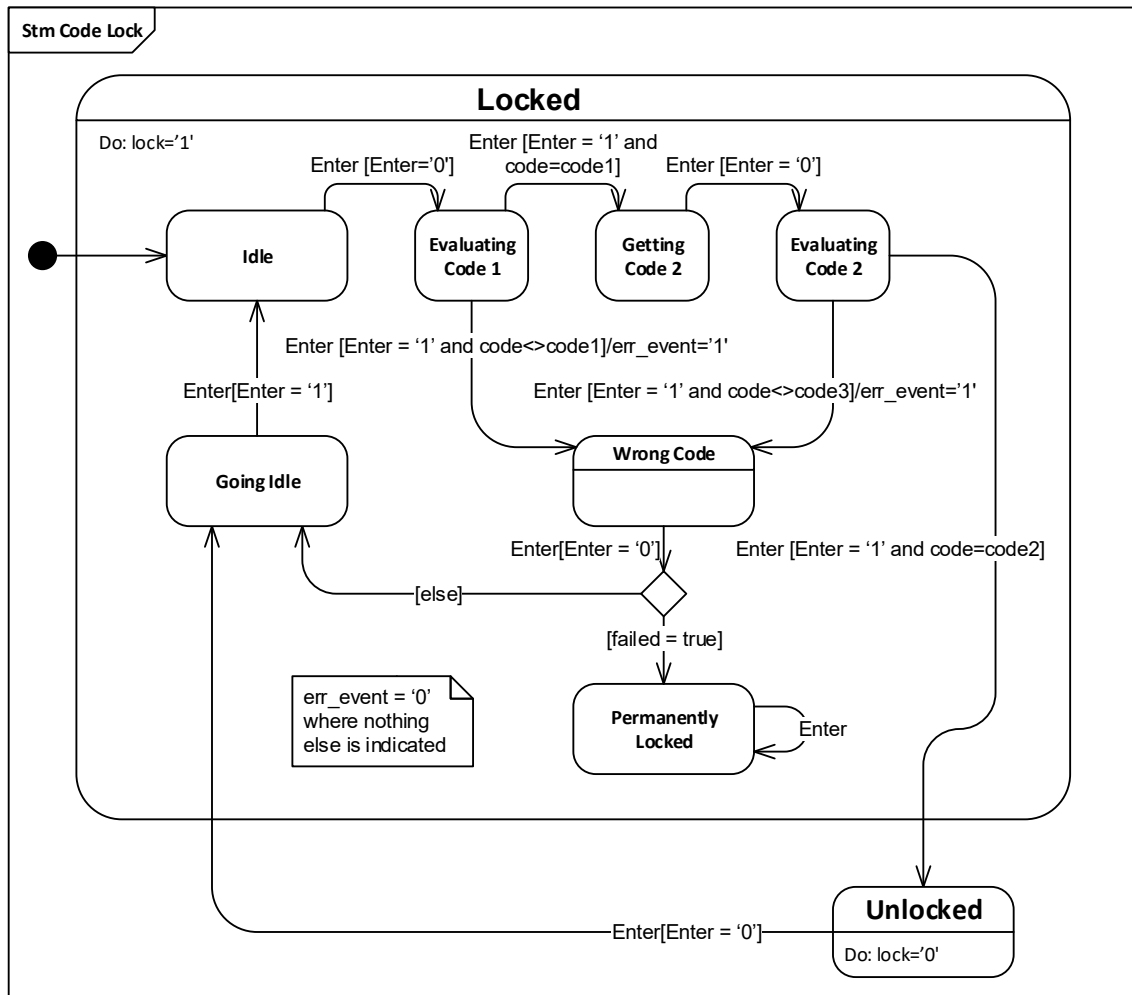 Stm Code Lock
Locked
Do: lock=’1'
Enter [Enter=’0']
Enter [Enter = ‘1’ and
code=code1]
Enter [Enter = ‘0’]
Idle
Evaluating
Code 1
Getting
Code 2
Evaluating
Code 2
Enter [Enter = ‘1’ and code<>code1]/err_event=’1'
Enter[Enter = ‘1’]
Enter [Enter = ‘1’ and code<>code3]/err_event=’1'
Going Idle
Wrong Code
Enter[Enter = ‘0’]
Enter [Enter = ‘1’ and code=code2]
[else]
[failed = true]
err_event = ‘0’
where nothing
else is indicated
Permanently
Locked
Enter
Unlocked
Enter[Enter = ‘0’]
Do: lock=’0'